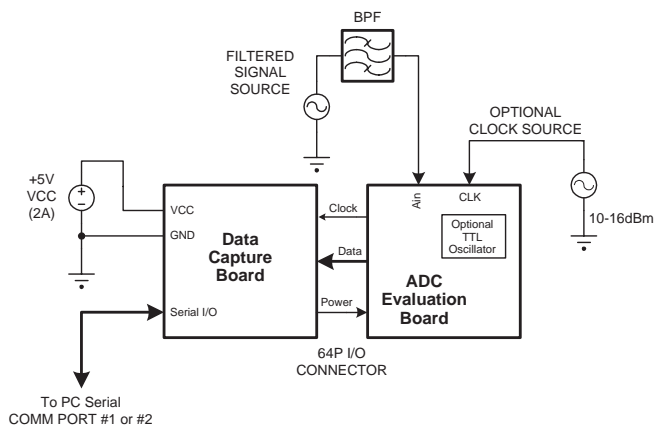 BPF
FILTERED
SIGNAL
SOURCE
OPTIONAL
CLOCK SOURCE
+5V
VCC
(2A)
+
–
10-16dBm
VCC
GND
Data
Capture
Board
Serial I/O
Clock
Data
Power
Ain
CLK
Optional
TTL
Oscillator
ADC
Evaluation
Board
64P I/O
CONNECTOR
To PC Serial
COMM PORT #1 or #2